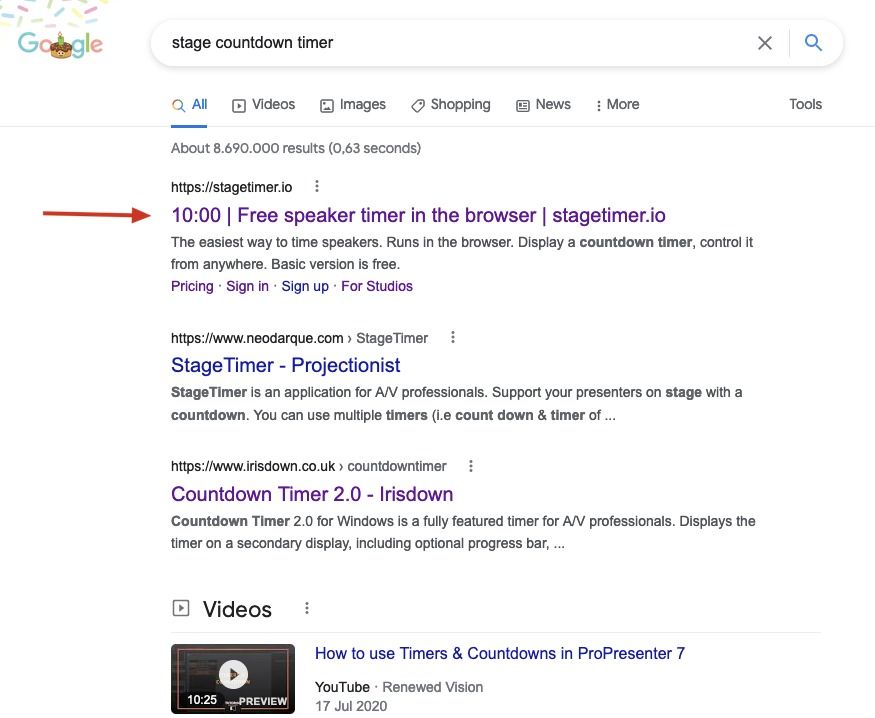 Google
stage countdown timer
All Videos Images Shopping News More Tools
About 8.690.000 results (0,63 seconds)
https://stagetimer.io
10:00 | Free speaker timer in the browser | stagetimer.io
The easiest way to time speakers. Runs in the browser. Display a countdown timer, control it
from anywhere. Basic version is free.
Pricing · Sign in · Sign up · For Studios
https://www.neodarque.com › StageTimer
StageTimer - Projectionist
StageTimer is an application for A/V professionals. Support your presenters on stage with a
countdown. You can use multiple timers (i.e count down & timer of ...
https://www.irisdown.co.uk › countdowntimer
Countdown Timer 2.0 - Irisdown
Countdown Timer 2.0 for Windows is a fully featured timer for A/V professionals. Displays the
timer on a secondary display, including optional progress bar, ...
Videos
How to use Timers & Countdowns in ProPresenter 7
10:25
PREVIEW
YouTube · Renewed Vision
17 Jul 2020